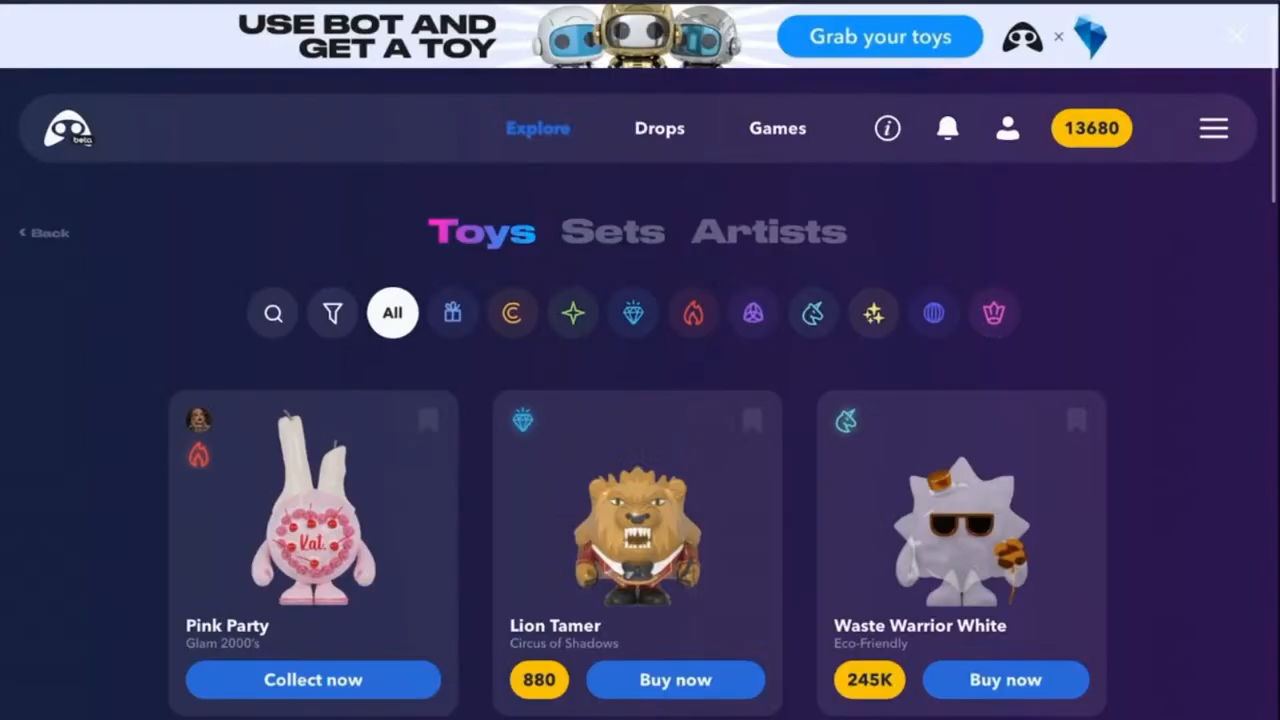 USE BOT AND
GET A TOY
Grab your toys
×
beta
Explore
Drops
Games
13680
Back
Toys Sets Artists
All
Kat.
Pink Party
Glam 2000's
Collect now
Lion Tamer
Circus of Shadows
880
Buy now
Waste Warrior White
Eco-Friendly
245K
Buy now